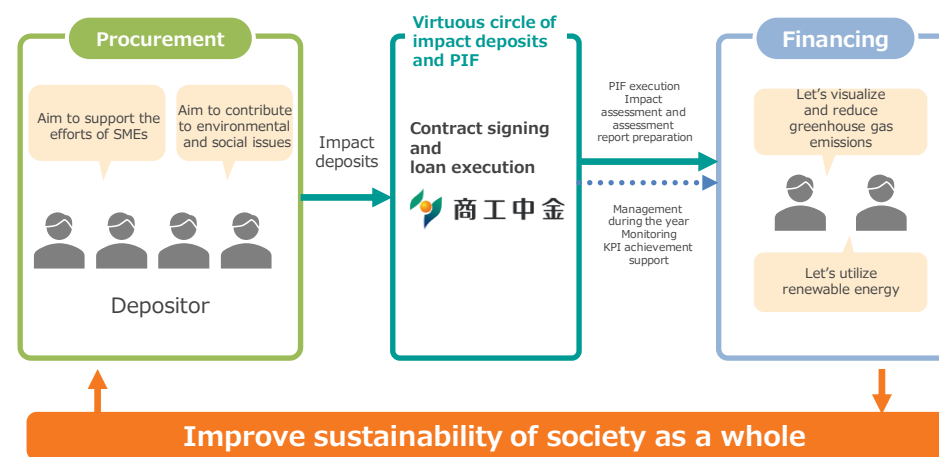 Procurement
Aim to support the
efforts of SMEs
Aim to contribute
to environmental
and social issues
Depositor
Impact
deposits
Virtuous circle of
impact deposits
and PIF
Contract signing
and
loan execution
商工中金
PIF execution
Impact
assessment and
assessment
report preparation
Management
during the year
Monitoring
KPI achievement
support
Financing
Let's visualize
and reduce
greenhouse gas
emissions
Let's utilize
renewable energy
Improve sustainability of society as a whole